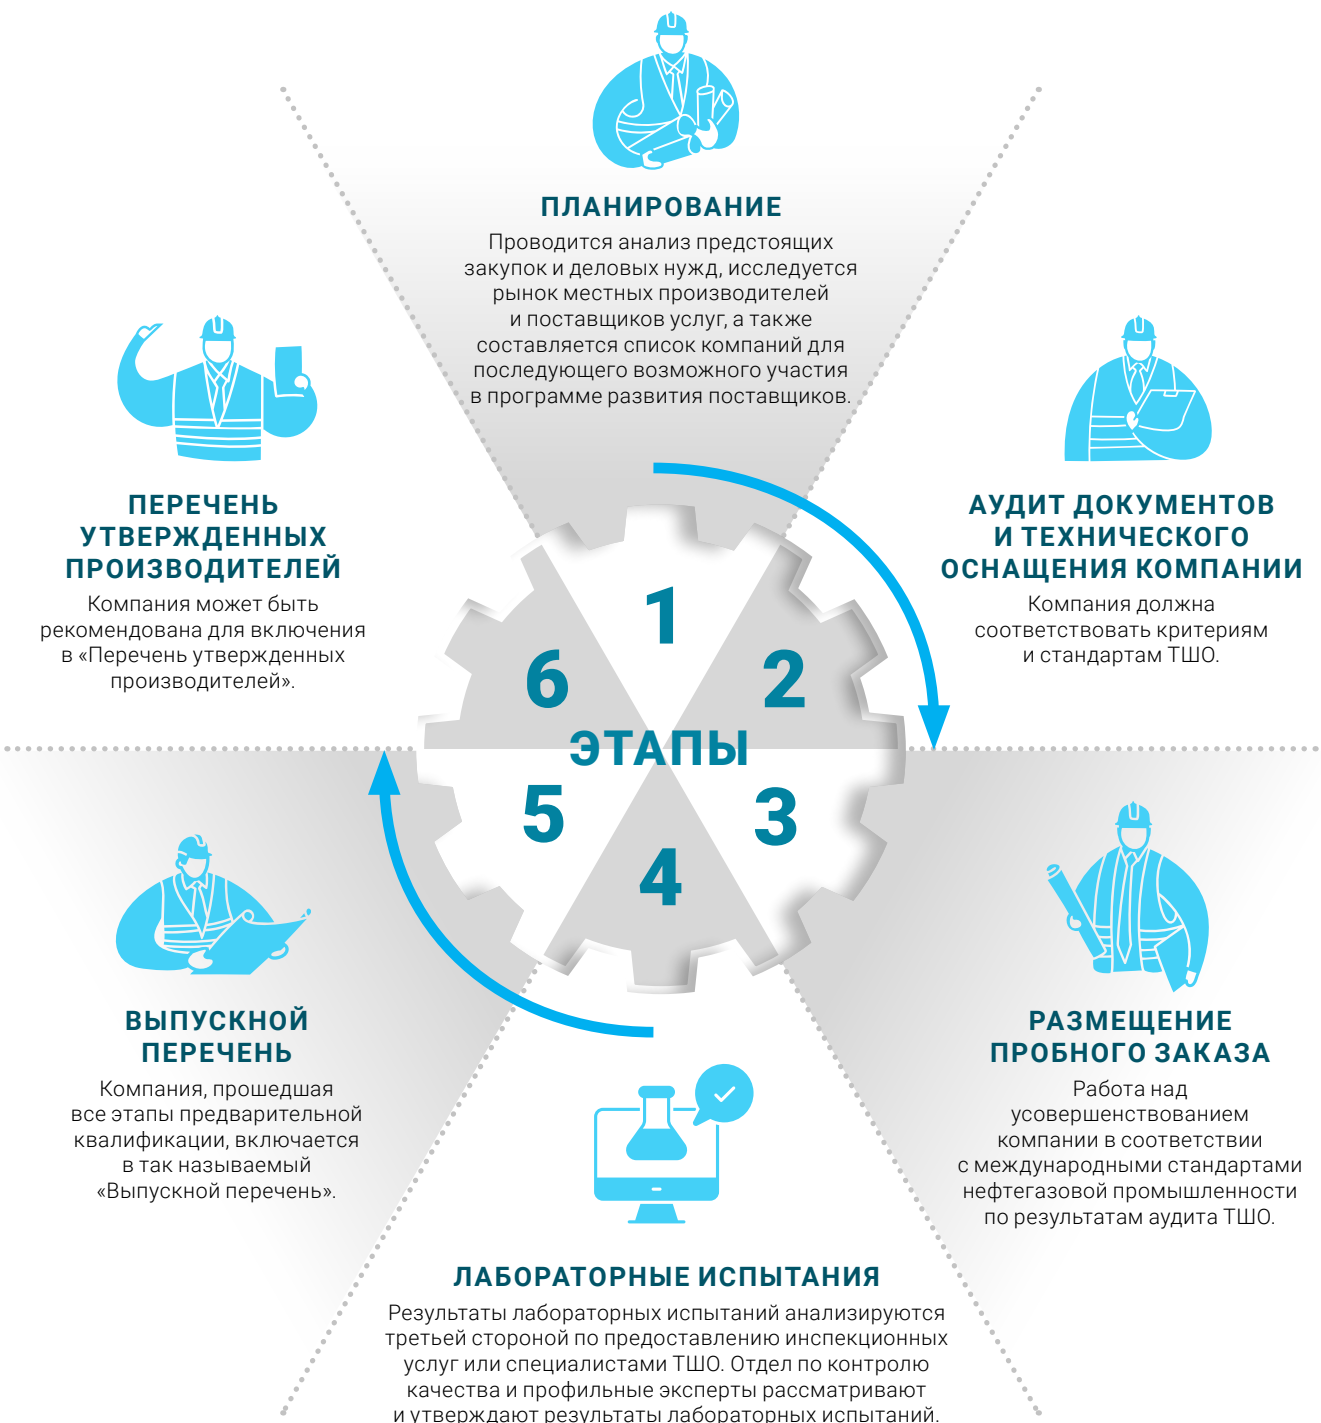 ПЛАНИРОВАНИЕ
Проводится анализ предстоящих
закупок и деловых нужд, исследуется
рынок местных производителей
и поставщиков услуг, а также
составляется список компаний для
последующего возможного участия
в программе развития поставщиков.
АУДИТ ДОКУМЕНТОВ
И ТЕХНИЧЕСКОГО
ОСНАЩЕНИЯ КОМПАНИИ
Компания должна
соответствовать критериям
и стандартам ТШО.
РАЗМЕЩЕНИЕ
ПРОБНОГО ЗАКАЗА
Работа над
усовершенствованием
компании в соответствии
с международными стандартами
нефтегазовой промышленности
по результатам аудита ТШО.
ЛАБОРАТОРНЫЕ ИСПЫТАНИЯ
Результаты лабораторных испытаний анализируются
третьей стороной по предоставлению инспекционных
услуг или специалистами ТШО. Отдел по контролю
качества и профильные эксперты рассматривают
и утверждают результаты лабораторных испытаний.
ВЫПУСКНОЙ
ПЕРЕЧЕНЬ
Компания, прошедшая
все этапы предварительной
квалификации, включается
в так называемый
«Выпускной перечень».
ПЕРЕЧЕНЬ
УТВЕРЖДЕННЫХ
ПРОИЗВОДИТЕЛЕЙ
Компания может быть
рекомендована для включения
в «Перечень утвержденных
производителей».
1
2
3
4
5
6
ЭТАПЫ